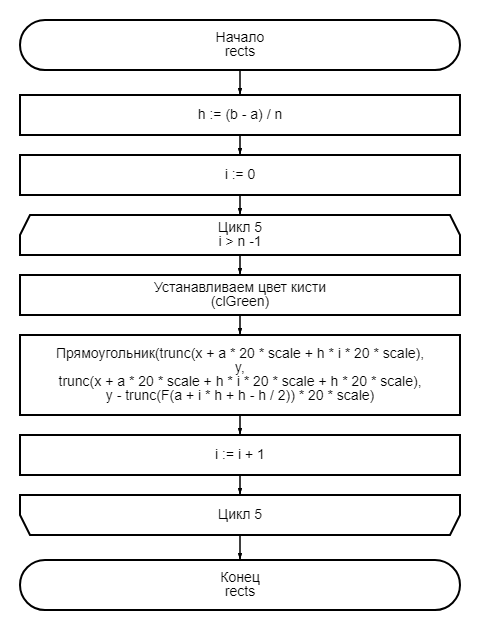 Начало
rects
h := (b - a) / n
i := 0
Цикл 5
i > n -1
Устанавливаем цвет кисти
(clGreen)
Прямоугольник(trunc(x + a * 20 * scale + h * i * 20 * scale),
y,
trunc(x + a * 20 * scale + h * i * 20 * scale + h * 20 * scale),
y - trunc(F(a + i * h + h - h / 2)) * 20 * scale)
i := i + 1
Цикл 5
Конец
rects